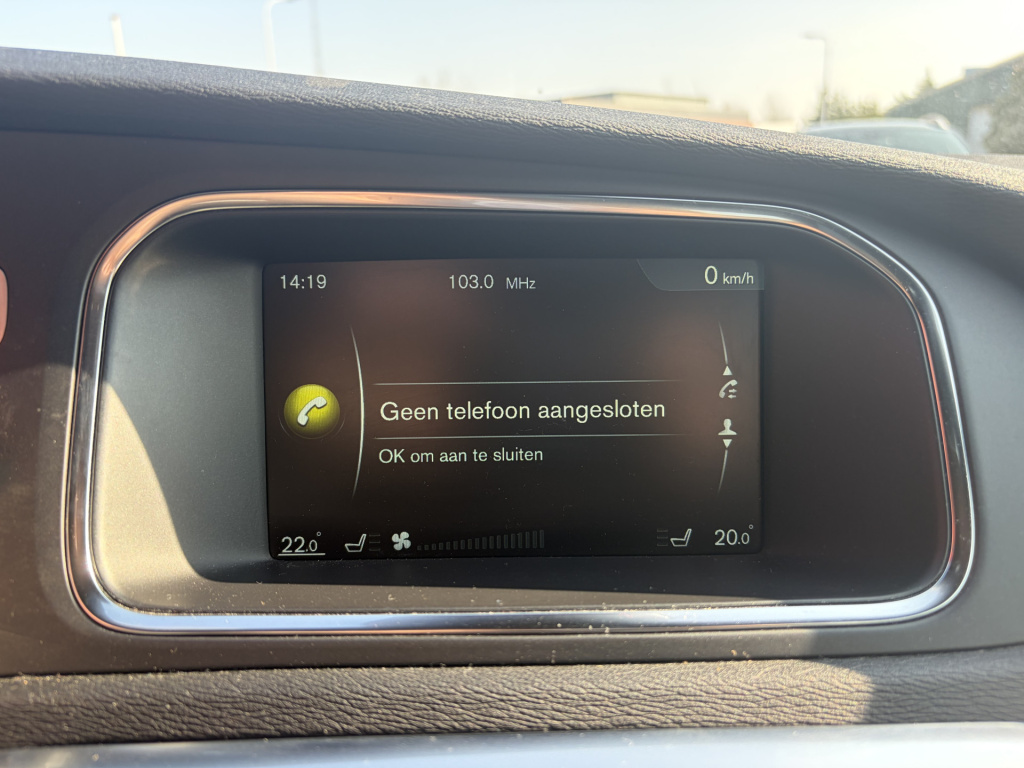 14:19 103.0 MHz 0 km/h
Geen telefoon aangesloten
OK om aan te sluiten
22.0° 20.0°